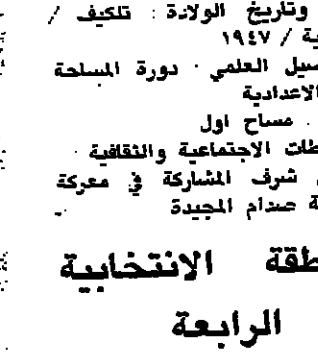 وتاريخ الولادة : تلكيف /
ية / ١٩٤٧
صيل العلمي . دورة المساحة
الاعدادية
. مساح اول
طات الاجتماعية والثقافية .
شرف المشاركة في معركة
ة صدام المجيدة
طقة الانتخابية
الرابعة